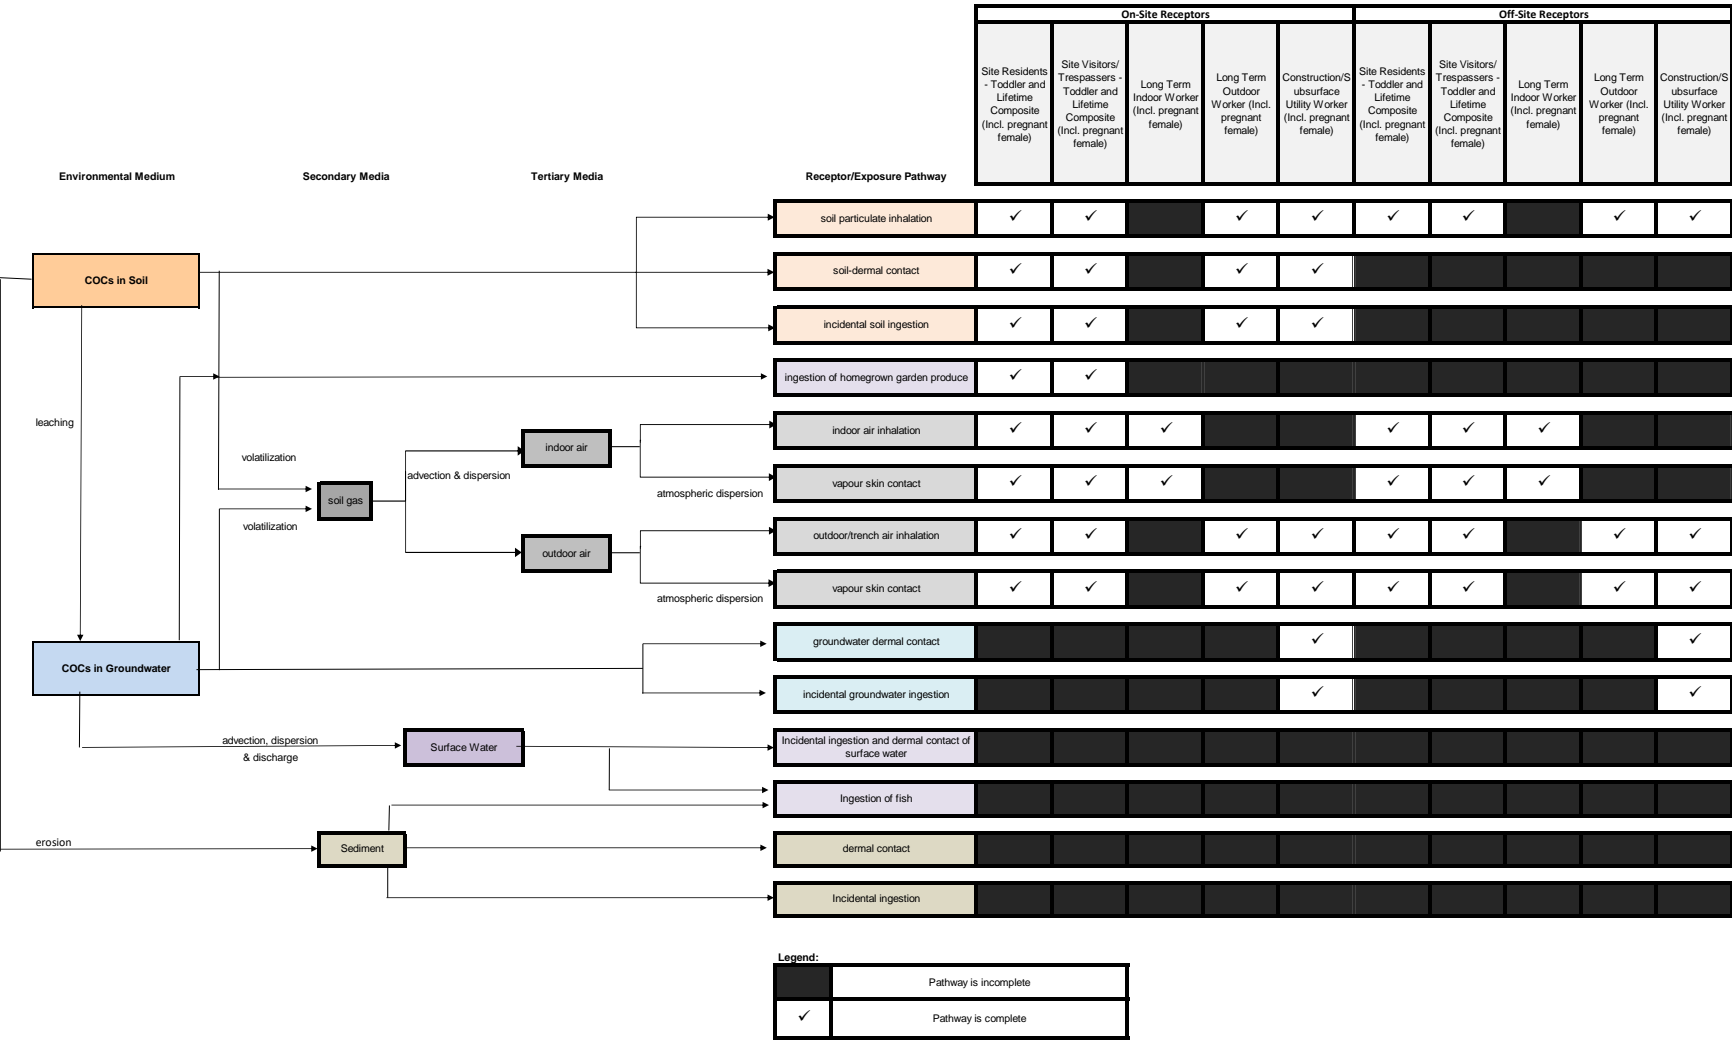 On-Site Receptors
Off-Site Receptors
Site Residents
- Toddler and
Lifetime
Composite
(Incl. pregnant
female)
Site Visitors/
Trespassers -
Toddler and
Lifetime
Composite
(Incl. pregnant
female)
Long Term
Indoor Worker
(Incl. pregnant
female)
Long Term
Outdoor
Worker (Incl.
pregnant
female)
Construction/S
ubsurface
Utility Worker
(Incl. pregnant
female)
Site Residents
- Toddler and
Lifetime
Composite
(Incl. pregnant
female)
Site Visitors/
Trespassers -
Toddler and
Lifetime
Composite
(Incl. pregnant
female)
Long Term
Indoor Worker
(Incl. pregnant
female)
Long Term
Outdoor
Worker (Incl.
pregnant
female)
Construction/S
ubsurface
Utility Worker
(Incl. pregnant
female)
Environmental Medium
Secondary Media
Tertiary Media
Receptor/Exposure Pathway
soil particulate inhalation
✓ ✓ ✓ ✓ ✓ ✓ ✓ ✓
COCs in Soil
soil-dermal contact
✓ ✓ ✓ ✓
incidental soil ingestion
✓ ✓ ✓ ✓
ingestion of homegrown garden produce
✓ ✓
leaching
indoor air inhalation
✓ ✓ ✓ ✓ ✓ ✓
indoor air
volatilization
advection & dispersion
vapour skin contact
✓ ✓ ✓ ✓ ✓ ✓
atmospheric dispersion
soil gas
volatilization
outdoor/trench air inhalation
✓ ✓ ✓ ✓ ✓ ✓ ✓ ✓
outdoor air
vapour skin contact
✓ ✓ ✓ ✓ ✓ ✓ ✓ ✓
atmospheric dispersion
groundwater dermal contact
✓ ✓
COCs in Groundwater
incidental groundwater ingestion
✓ ✓
advection, dispersion
& discharge
Surface Water
Incidental ingestion and dermal contact of
surface water
Ingestion of fish
erosion
Sediment
dermal contact
Incidental ingestion
Legend:
Pathway is incomplete
✓ Pathway is complete